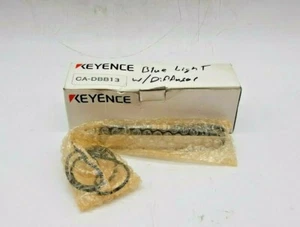 KEYENCE
CA-DBB13
Blue Light
w/Diffuser
KEYENCE